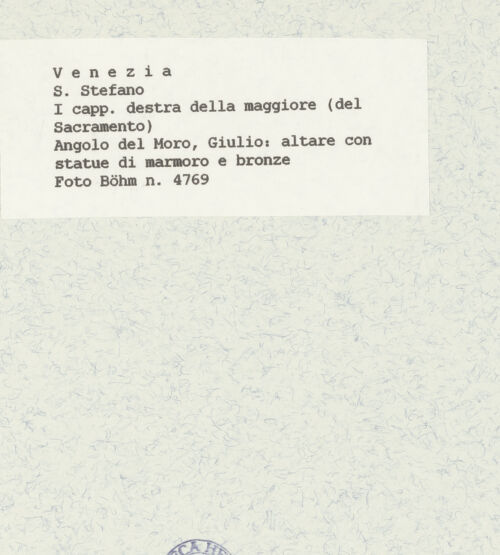 V e n e z i a
S. Stefano
I capp. destra della maggiore (del
Sacramento)
Angolo del Moro, Giulio: altare con
statue di marmoro e bronze
Foto Böhm n. 4769